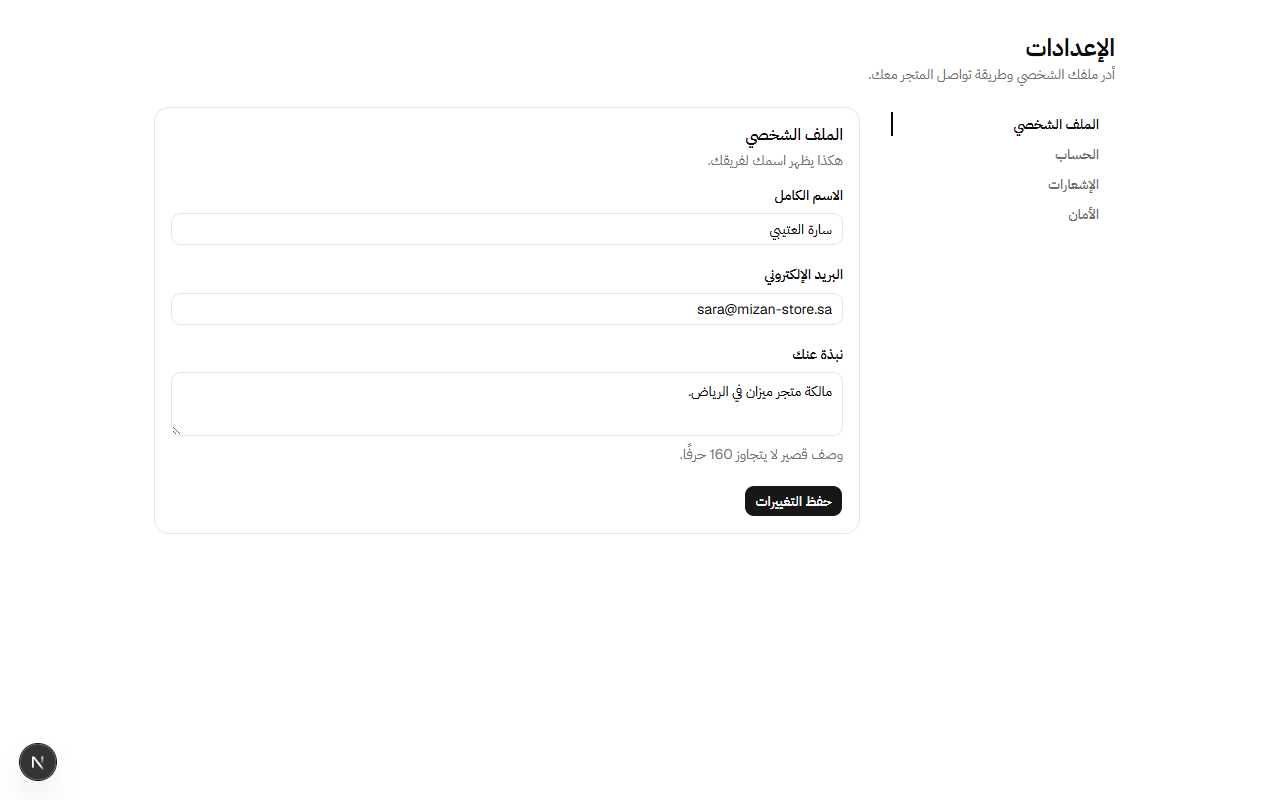 الإعدادات
أدر ملفك الشخصي وطريقة تواصل المتجر معك.
الملف الشخصي
الحساب
الإشعارات
الأمان
الملف الشخصي
هكذا يظهر اسمك لفريقك.
الاسم الكامل
سارة العتيبي
البريد الإلكتروني
sara@mizan-store.sa
نبذة عنك
مالكة متجر ميزان في الرياض.
وصف قصير لا يتجاوز 160 حرفًا.
حفظ التغييرات
N